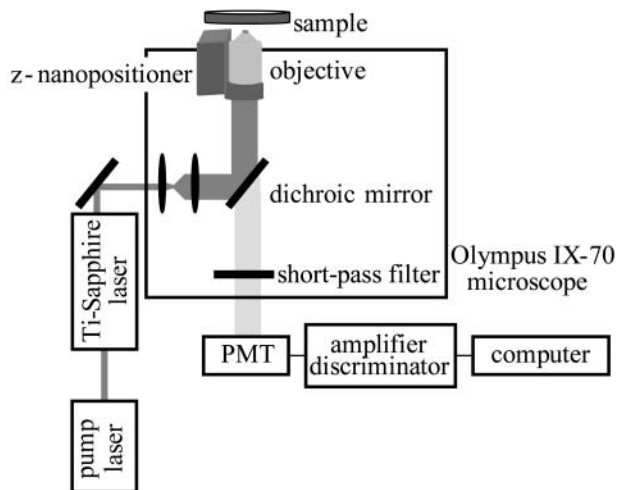 sample
z-nanopositioner
objective
dichroic mirror
short-pass filter
Olympus IX-70
microscope
Ti-Sapphire
laser
PMT
amplifier
discriminator
computer
pump
laser